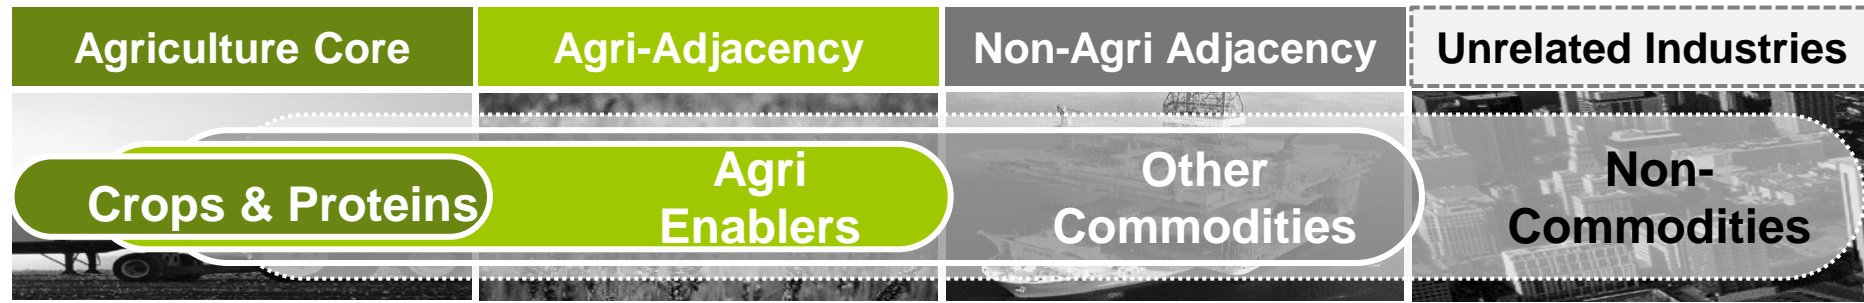 Agriculture Core
Agri-Adjacency
Non-Agri Adjacency
Unrelated Industries
Crops & Proteins
Agri
Enablers
Other
Commodities
Non-
Commodities